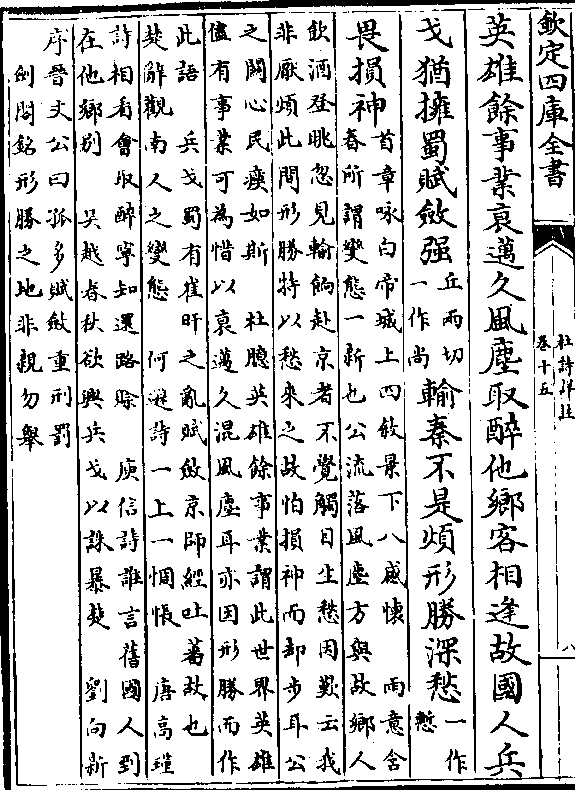 欽定四庫全書
杜詩詳註
卷十五
八
英雄餘事業衰邁久風塵取醉他鄉客相逢故國人兵
戈猶擁蜀賦斂强
丘兩切
一作尚
輸秦不是煩形勝深愁
一作
慙
畏損神
首章咏白帝城上四敘景下八感懷 兩意含
春所謂變態一新也公流落風塵方與故鄉人
飲酒登眺忽見輸餉赴京者不覺觸目生愁因歎云我
非厭煩此間形勝特以愁來之故怕損神而却步耳公
之關心民瘼如斯 杜臆英雄餘事業謂此世界英雄
儘有事業可為惜以衰邁久混風塵耳亦因形勝而作
此語 兵戈蜀有崔旰之亂賦斂京師經吐蕃故也
楚辭觀南人之變態 何遜詩一上一惆悵 唐高瑾
詩相看會取醉寧知還路賒 庾信詩誰言舊國人到
在他鄉别 吳越春秋欲興兵戈以誅暴楚 劉向新
序晉文公曰孤多賦斂重刑罰
劍閣銘形勝之地非親勿舉